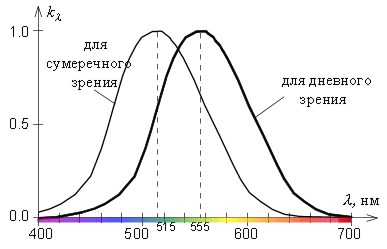 kλ
1.0
для
сумеречного
зрения
для дневного
зрения
0.5
0.0
λ, нм
400
500
515
555
600
700